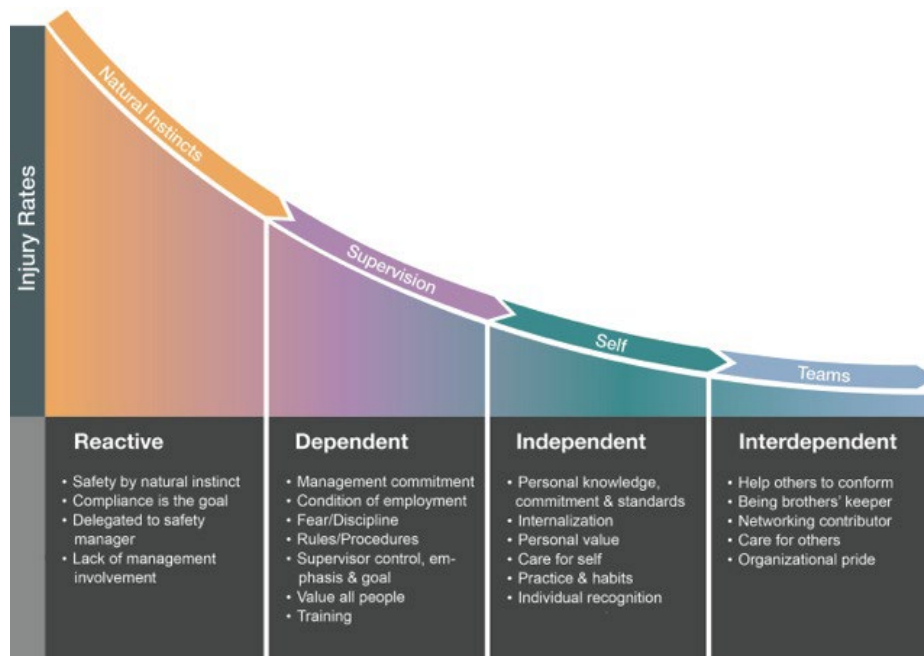 Injury Rates
Natural Instincts
Supervision
Self
Teams
Reactive
• Safety by natural instinct
• Compliance is the goal
• Delegated to safety
manager
• Lack of management
involvement
Dependent
• Management commitment
• Condition of employment
• Fear/Discipline
• Rules/Procedures
• Supervisor control, em-
phasis & goal
• Value all people
• Training
Independent
• Personal knowledge,
commitment & standards
• Internalization
• Personal value
• Care for self
• Practice & habits
• Individual recognition
Interdependent
• Help others to conform
• Being brothers' keeper
• Networking contributor
• Care for others
• Organizational pride